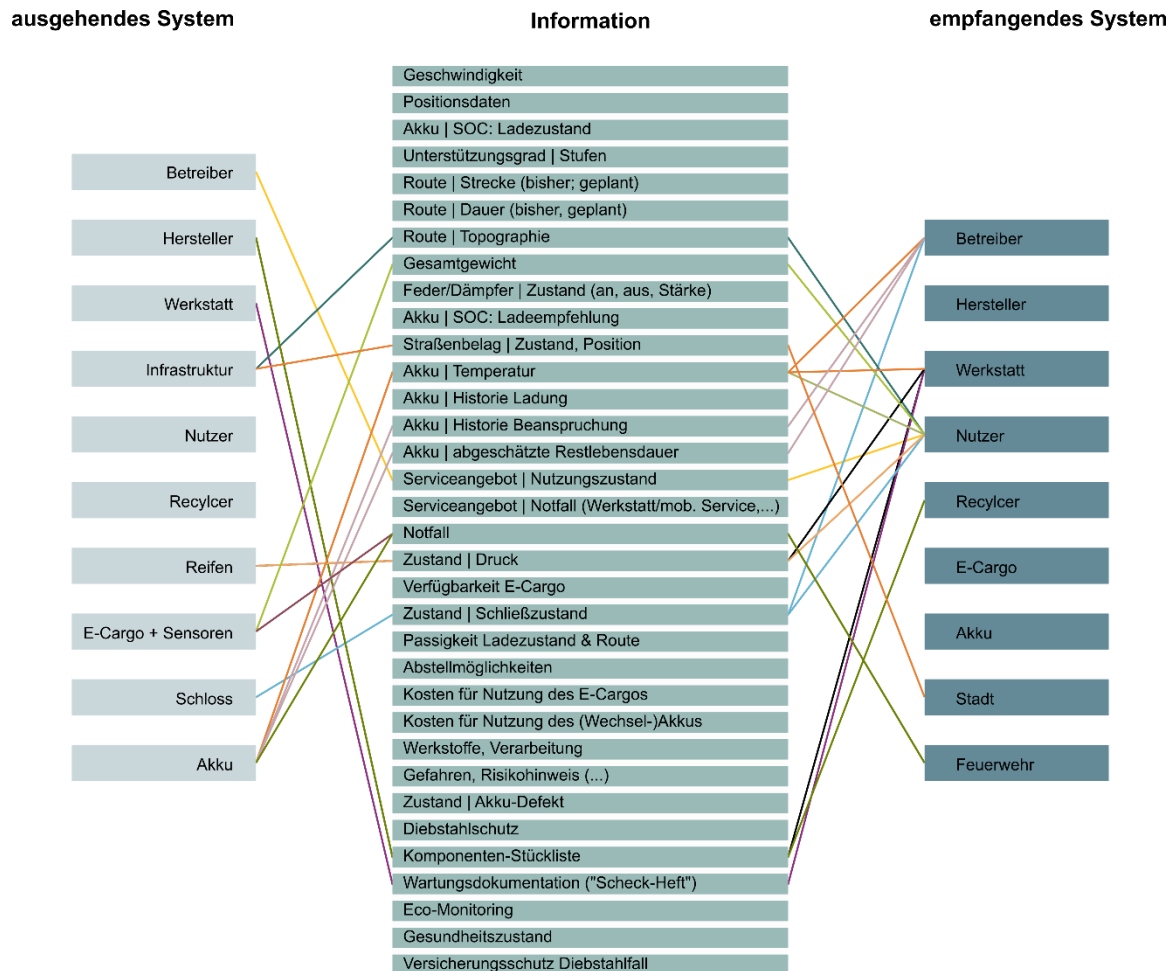 ausgehendes System
Information
empfangendes System
Betreiber
Hersteller
Werkstatt
Infrastruktur
Nutzer
Recylcer
Reifen
E-Cargo + Sensoren
Schloss
Akku
Geschwindigkeit
Positionsdaten
Akku | SOC: Ladezustand
Unterstützungsgrad | Stufen
Route | Strecke (bisher; geplant)
Route | Dauer (bisher, geplant)
Route | Topographie
Gesamtgewicht
Feder/Dämpfer | Zustand (an, aus, Stärke)
Akku | SOC: Ladeempfehlung
Straßenbelag | Zustand, Position
Akku | Temperatur
Akku | Historie Ladung
Akku | Historie Beanspruchung
Akku | abgeschätzte Restlebensdauer
Serviceangebot | Nutzungszustand
Serviceangebot | Notfall (Werkstatt/mob. Service,...)
Notfall
Zustand | Druck
Verfügbarkeit E-Cargo
Zustand | Schließzustand
Passigkeit Ladezustand & Route
Abstellmöglichkeiten
Kosten für Nutzung des E-Cargos
Kosten für Nutzung des (Wechsel-)Akkus
Werkstoffe, Verarbeitung
Gefahren, Risikohinweis (...)
Zustand | Akku-Defekt
Diebstahlschutz
Komponenten-Stückliste
Wartungsdokumentation ("Scheck-Heft")
Eco-Monitoring
Gesundheitszustand
Versicherungsschutz Diebstahlfall
Betreiber
Hersteller
Werkstatt
Nutzer
Recylcer
E-Cargo
Akku
Stadt
Feuerwehr